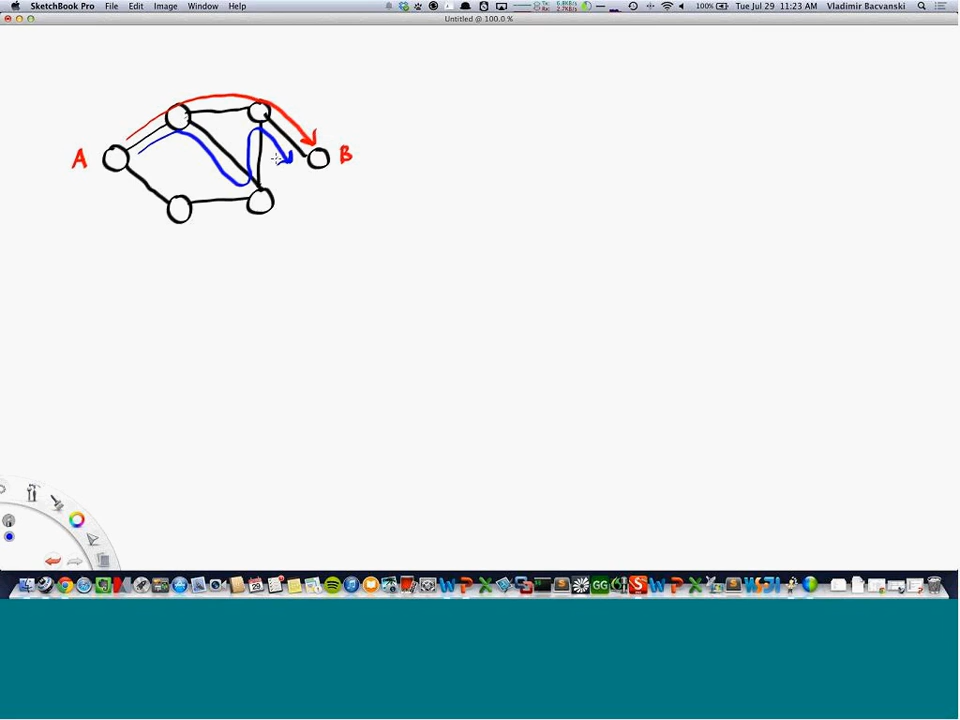 SketchBook Pro File Edit Image Window Help
100% Tue Jul 29 11:23 AM Vladimir Bacvanski
Untitled @ 100.0 %
A
B
GG